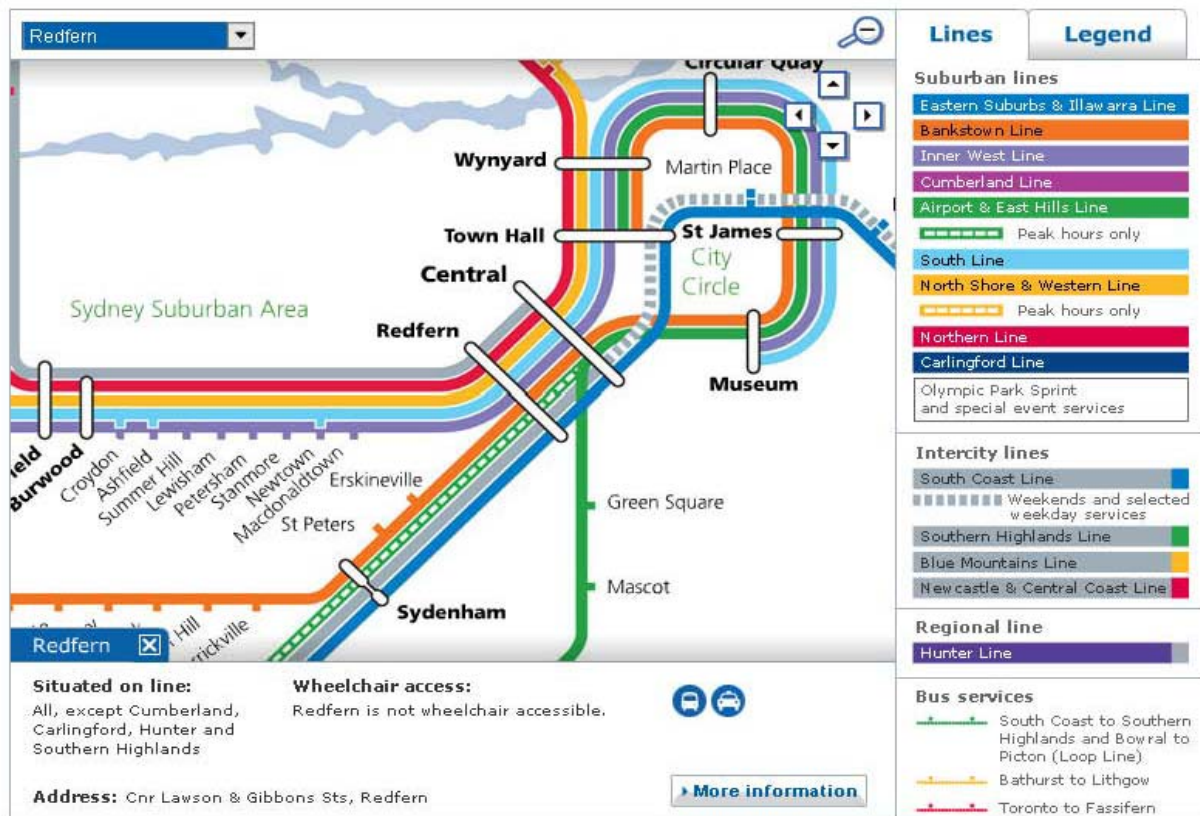 Redfern
Lines
Legend
Circular Quay
Wynyard
Martin Place
Town Hall
St James
Central
City
Circle
Sydney Suburban Area
Redfern
Museum
Burwood
Croydon
Ashfield
Summer Hill
Lewisham
Petersham
Stanmore
Newtown
Macdonaldtown
Erskineville
St Peters
Green Square
Mascot
Sydenham
Hill
Redfern
Situated on line:
All, except Cumberland,
Carlingford, Hunter and
Southern Highlands
Wheelchair access:
Redfern is not wheelchair accessible.
Address: Cnr Lawson & Gibbons Sts, Redfern
More information
Suburban lines
Eastern Suburbs & Illawarra Line
Bankstown Line
Inner West Line
Cumberland Line
Airport & East Hills Line
Peak hours only
South Line
North Shore & Western Line
Peak hours only
Northern Line
Carlingford Line
Olympic Park Sprint
and special event services
Intercity lines
South Coast Line
Weekends and selected
weekday services
Southern Highlands Line
Blue Mountains Line
Newcastle & Central Coast Line
Regional line
Hunter Line
Bus services
South Coast to Southern
Highlands and Bowral to
Picton (Loop Line)
Bathurst to Lithgow
Toronto to Fassifern